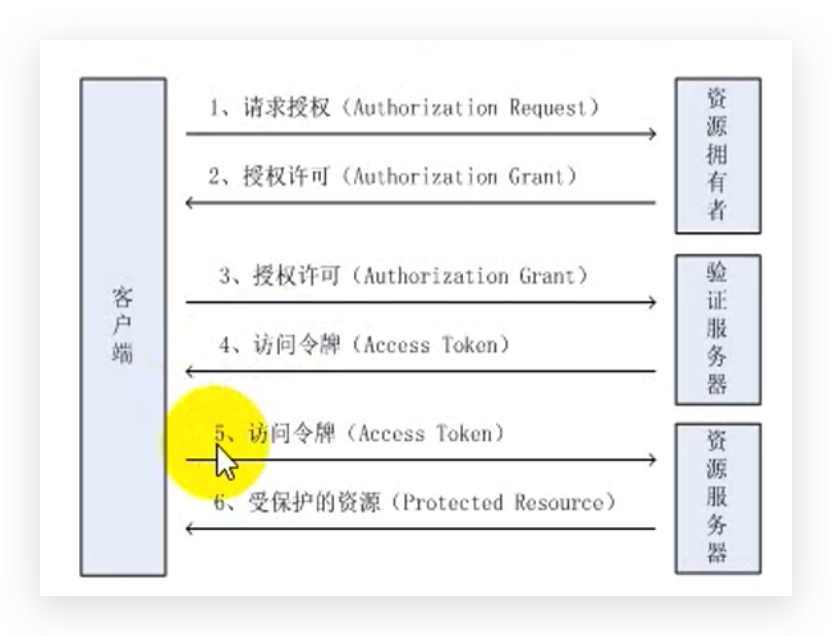 1、请求授权（Authorization Request）
2、授权许可（Authorization Grant）
资源拥有者
3、授权许可（Authorization Grant）
4、访问令牌（Access Token）
验证服务器
客户端
5、访问令牌（Access Token）
6、受保护的资源（Protected Resource）
资源服务器